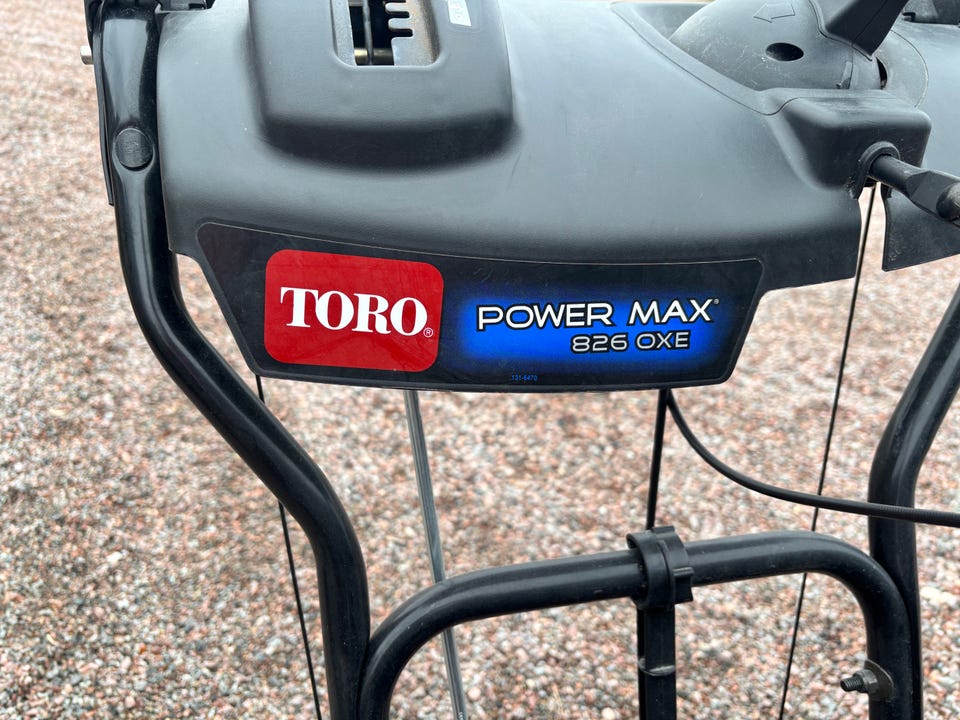 TORO®
POWER MAX®
826 OXE
131-6470